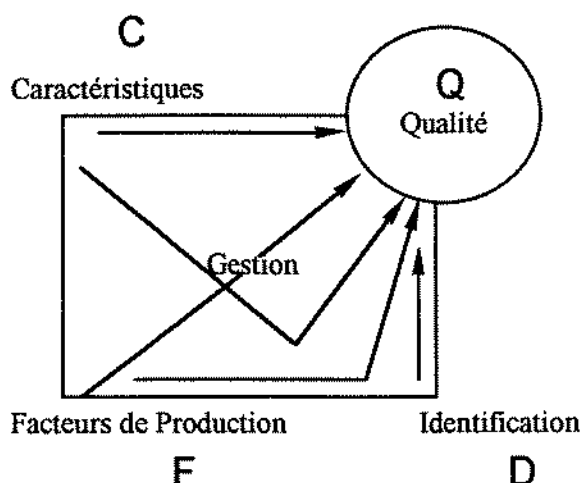 C
Caractéristiques
Q
Qualité
Gestion
Facteurs de Production
Identification
F
D